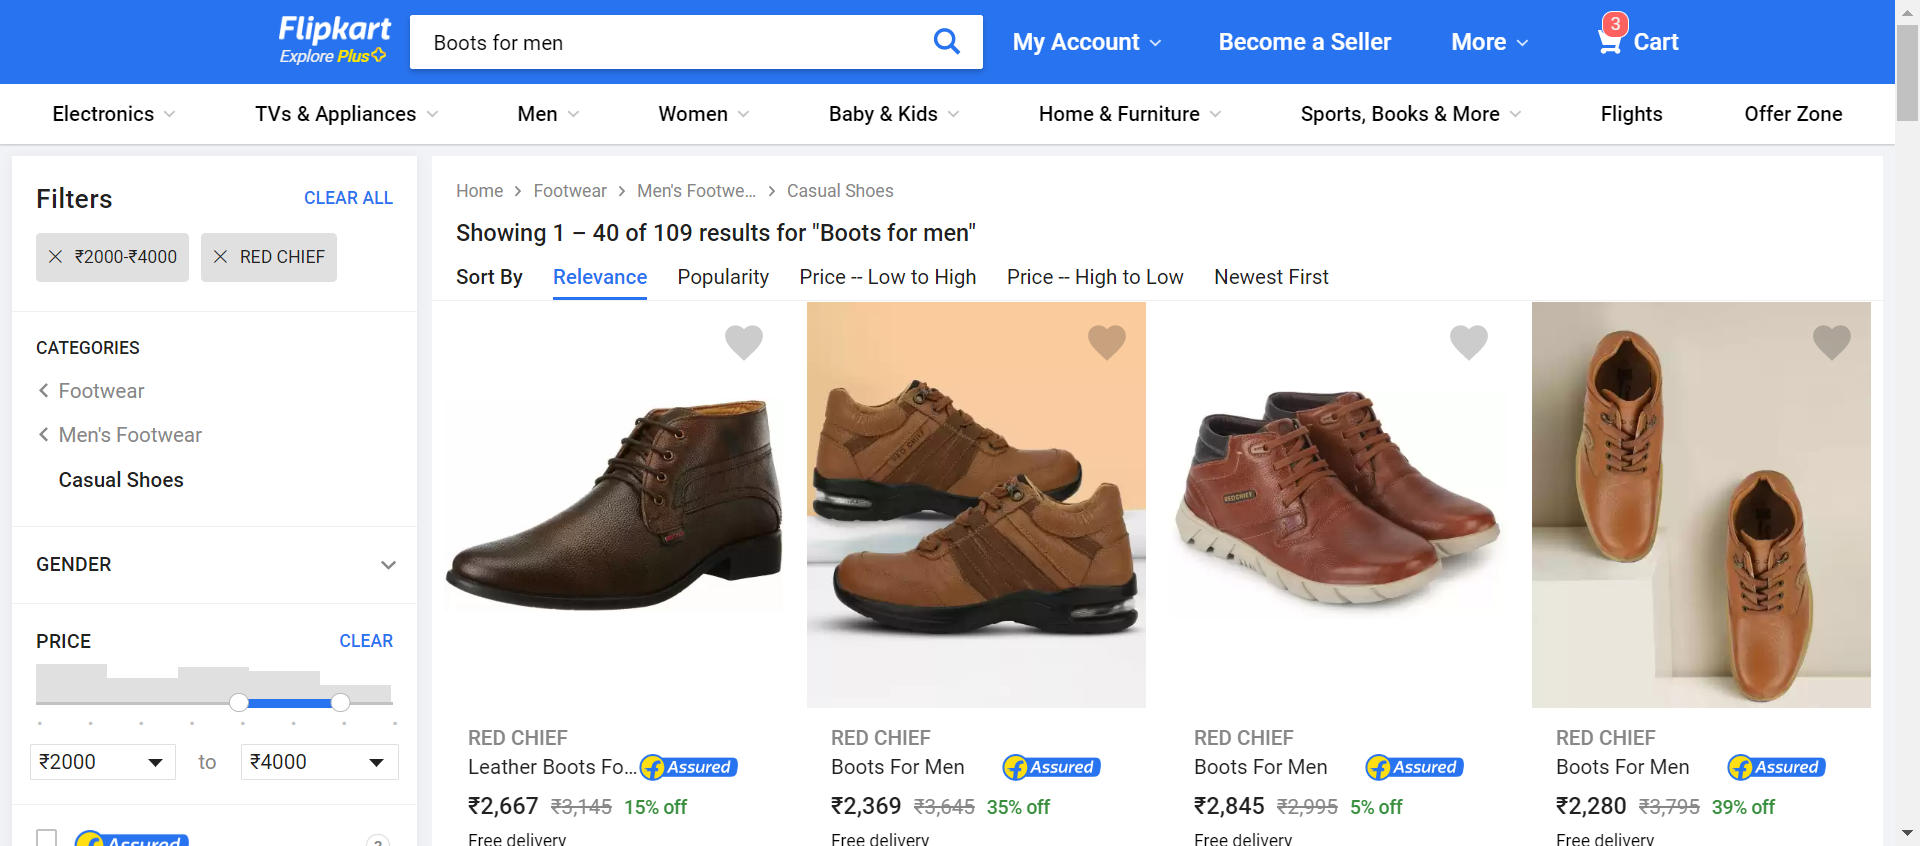 Flipkart
Explore Plus
Boots for men
My Account
Become a Seller
More
3
Cart
Electronics
TVs & Appliances
Men
Women
Baby & Kids
Home & Furniture
Sports, Books & More
Flights
Offer Zone
Filters
CLEAR ALL
₹2000-₹4000
RED CHIEF
CATEGORIES
Footwear
Men's Footwear
Casual Shoes
GENDER
PRICE
CLEAR
₹2000
to
₹4000
Assured
?
Home
Footwear
Men's Footwe...
Casual Shoes
Showing 1 – 40 of 109 results for "Boots for men"
Sort By
Relevance
Popularity
Price -- Low to High
Price -- High to Low
Newest First
RED CHIEF
RED CHIEF
RED CHIEF
Leather Boots Fo...
Assured
₹2,667 ₹3,145 15% off
Free delivery
RED CHIEF
Boots For Men
Assured
₹2,369 ₹3,645 35% off
Free delivery
RED CHIEF
Boots For Men
Assured
₹2,845 ₹2,995 5% off
Free delivery
RED CHIEF
Boots For Men
Assured
₹2,280 ₹3,795 39% off
Free delivery